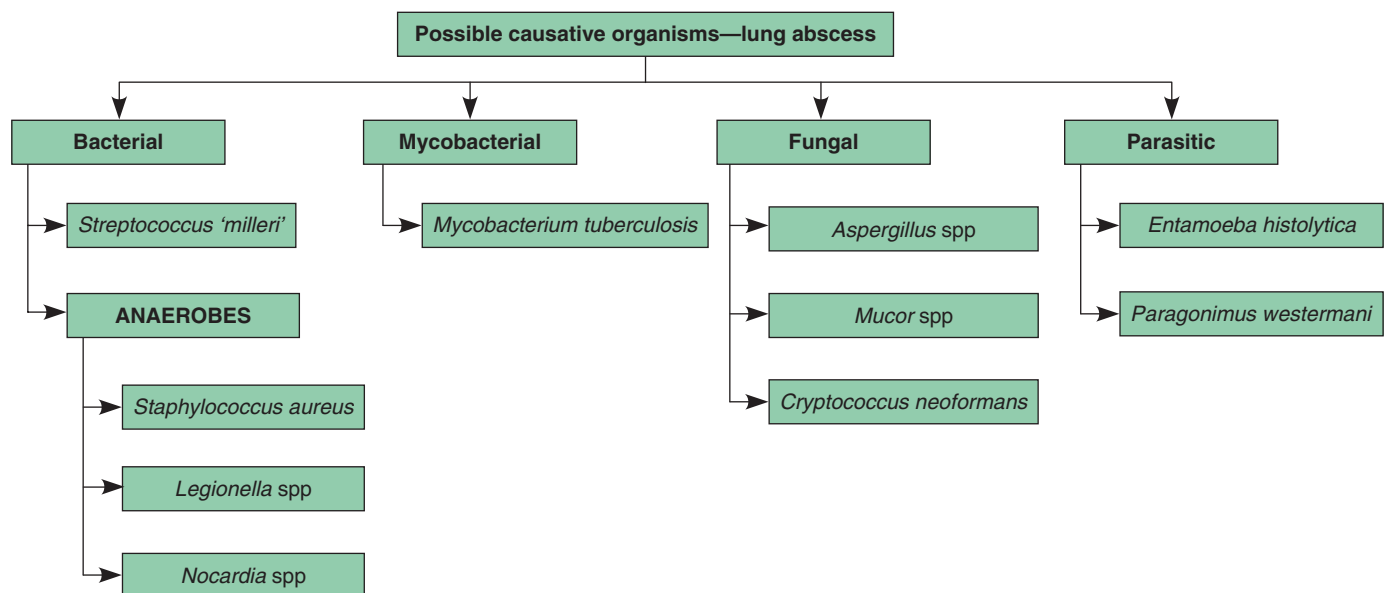 Possible causative organisms—lung abscess
Bacterial
Streptococcus ‘milleri’
ANAEROBES
Staphylococcus aureus
Legionella spp
Nocardia spp
Mycobacterial
Mycobacterium tuberculosis
Fungal
Aspergillus spp
Mucor spp
Cryptococcus neoformans
Parasitic
Entamoeba histolytica
Paragonimus westermani